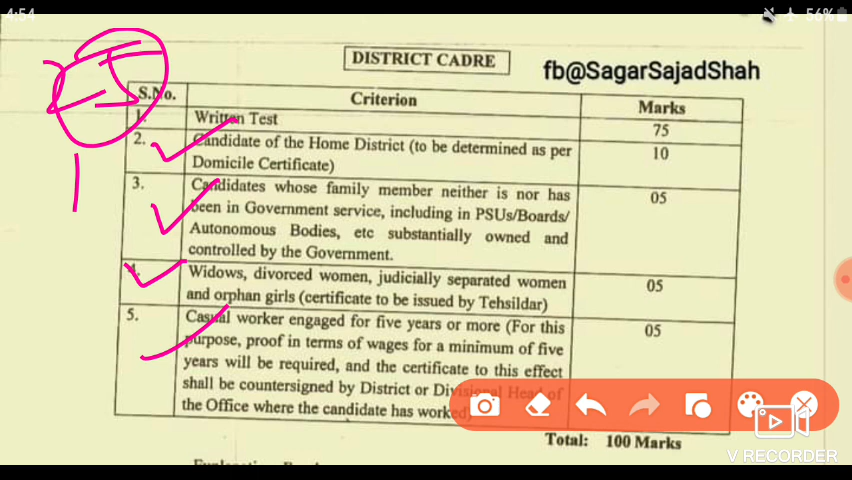 4:54
56%
DISTRICT CADRE
fb@SagarSajadShah
S.No. Criterion Marks
1. Written Test 75
2. Candidate of the Home District (to be determined as per 10
Domicile Certificate)
3. Candidates whose family member neither is nor has 05
been in Government service, including in PSUs/Boards/
Autonomous Bodies, etc substantially owned and
controlled by the Government.
4. Widows, divorced women, judicially separated women 05
and orphan girls (certificate to be issued by Tehsildar)
5. Casual worker engaged for five years or more (For this 05
purpose, proof in terms of wages for a minimum of five
years will be required, and the certificate to this effect
shall be countersigned by District or Divisional Head of
the Office where the candidate has worked)
Total: 100 Marks
V RECORDER